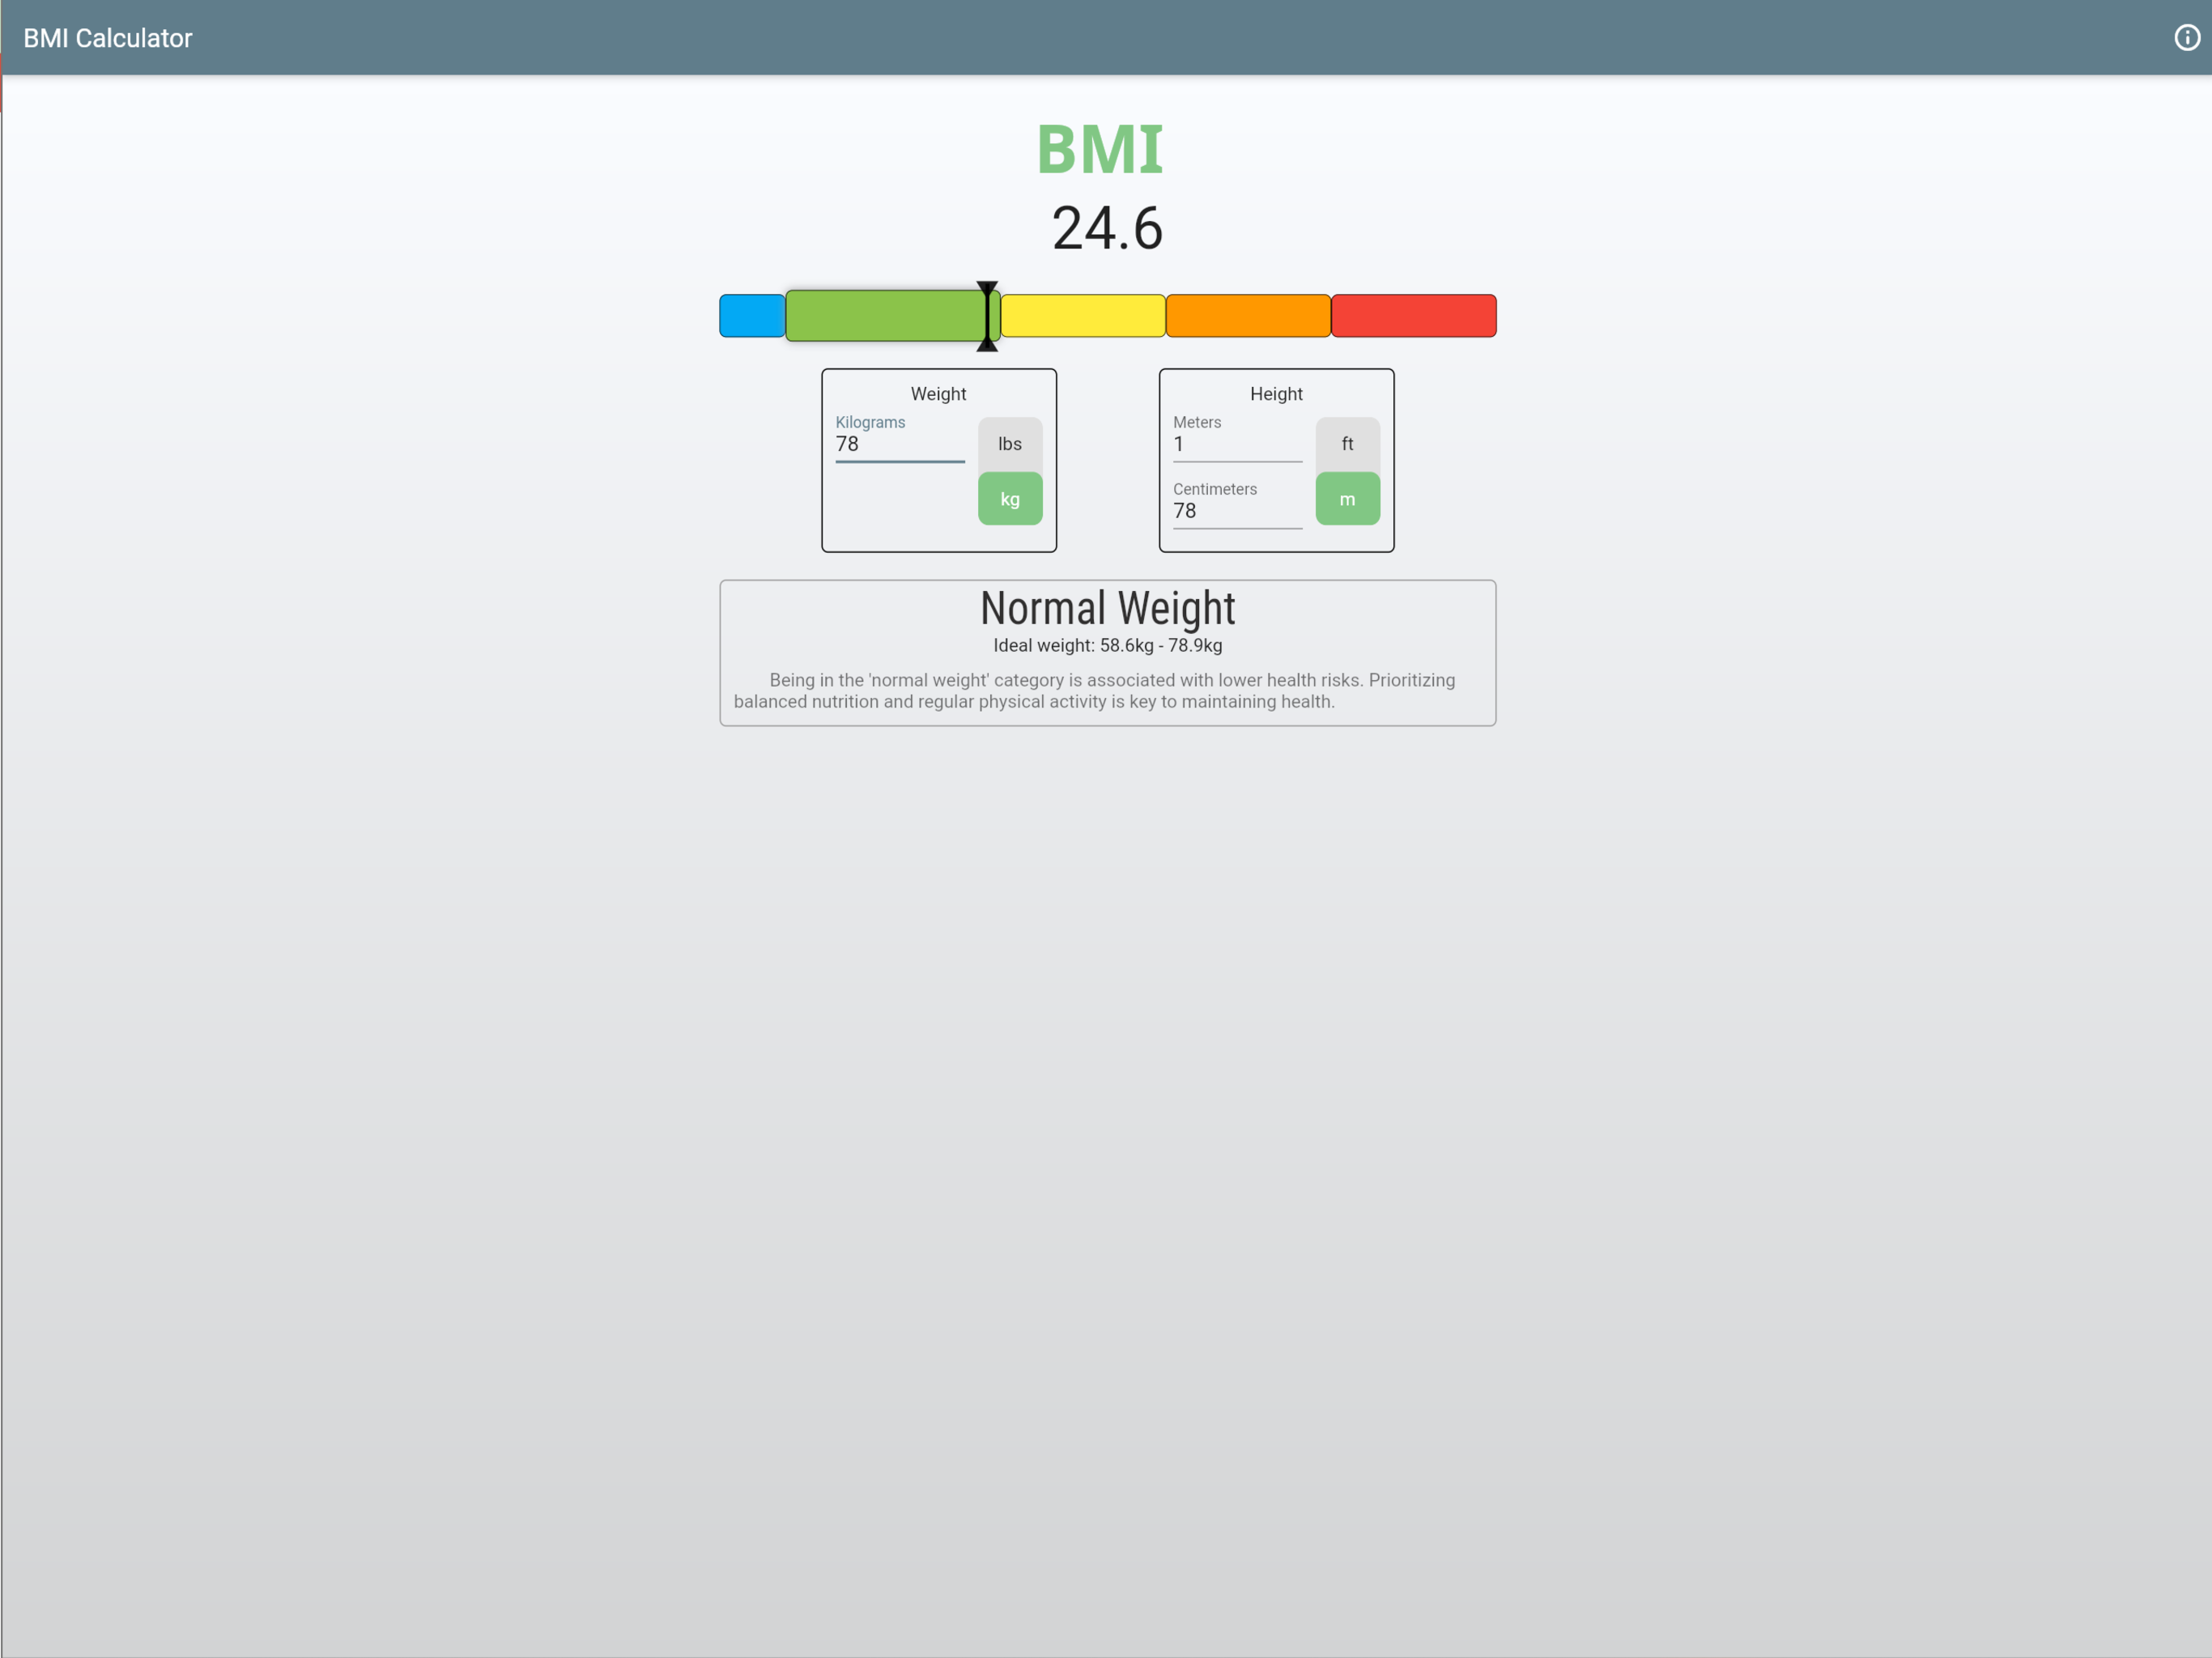 BMI Calculator
BMI
24.6
Weight
Kilograms
78
lbs
kg
Height
Meters
1
ft
Centimeters
78
m
Normal Weight
Ideal weight: 58.6kg - 78.9kg
Being in the 'normal weight' category is associated with lower health risks. Prioritizing
balanced nutrition and regular physical activity is key to maintaining health.